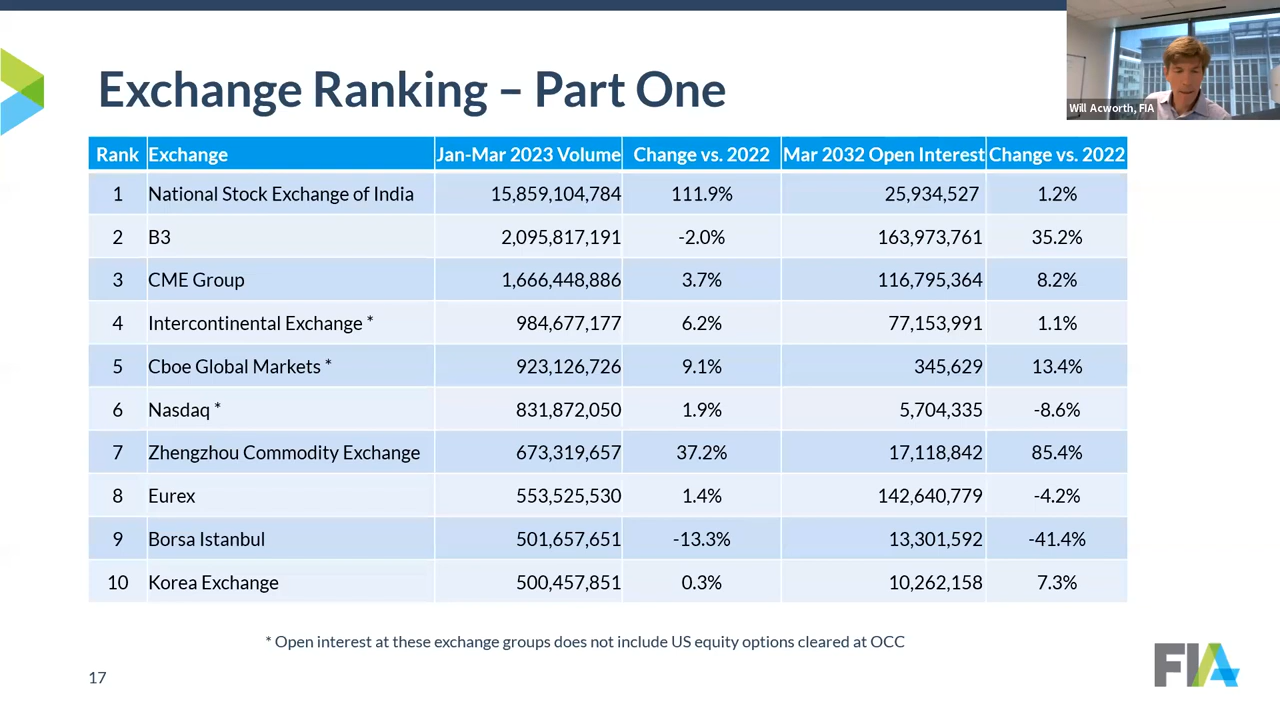 Will Acworth, FIA
Exchange Ranking – Part One
Rank Exchange Jan-Mar 2023 Volume Change vs. 2022 Mar 2032 Open Interest Change vs. 2022
1 National Stock Exchange of India 15,859,104,784 111.9% 25,934,527 1.2%
2 B3 2,095,817,191 -2.0% 163,973,761 35.2%
3 CME Group 1,666,448,886 3.7% 116,795,364 8.2%
4 Intercontinental Exchange * 984,677,177 6.2% 77,153,991 1.1%
5 Cboe Global Markets * 923,126,726 9.1% 345,629 13.4%
6 Nasdaq * 831,872,050 1.9% 5,704,335 -8.6%
7 Zhengzhou Commodity Exchange 673,319,657 37.2% 17,118,842 85.4%
8 Eurex 553,525,530 1.4% 142,640,779 -4.2%
9 Borsa Istanbul 501,657,651 -13.3% 13,301,592 -41.4%
10 Korea Exchange 500,457,851 0.3% 10,262,158 7.3%
* Open interest at these exchange groups does not include US equity options cleared at OCC
17
FIA